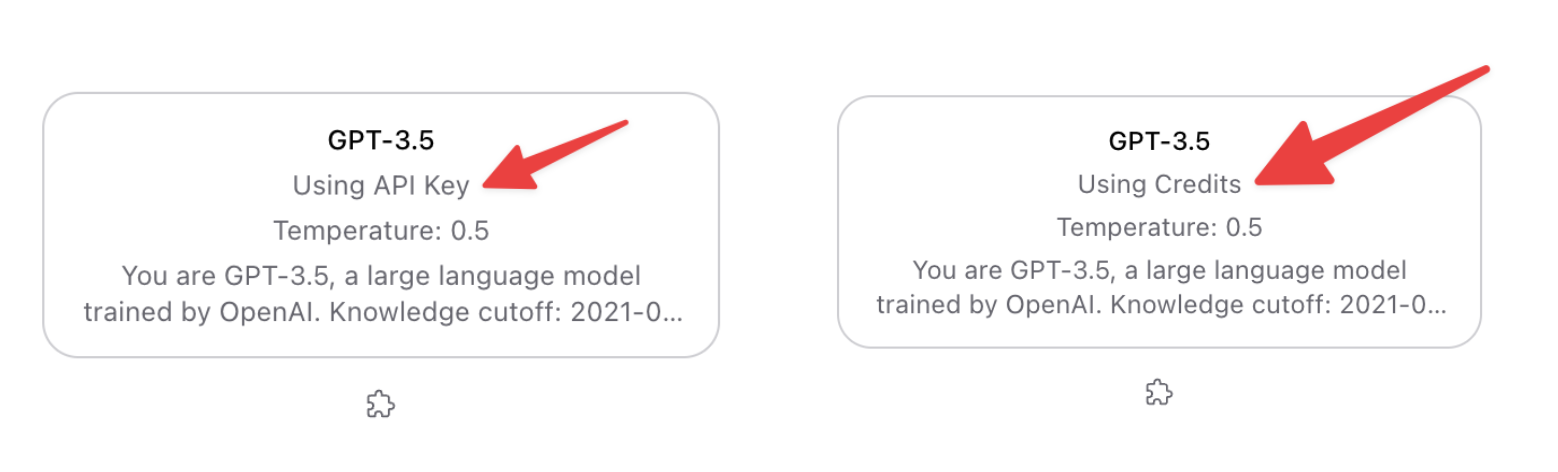 GPT-3.5
Using API Key
Temperature: 0.5
You are GPT-3.5, a large language model
trained by OpenAI. Knowledge cutoff: 2021-0...
GPT-3.5
Using Credits
Temperature: 0.5
You are GPT-3.5, a large language model
trained by OpenAI. Knowledge cutoff: 2021-0...